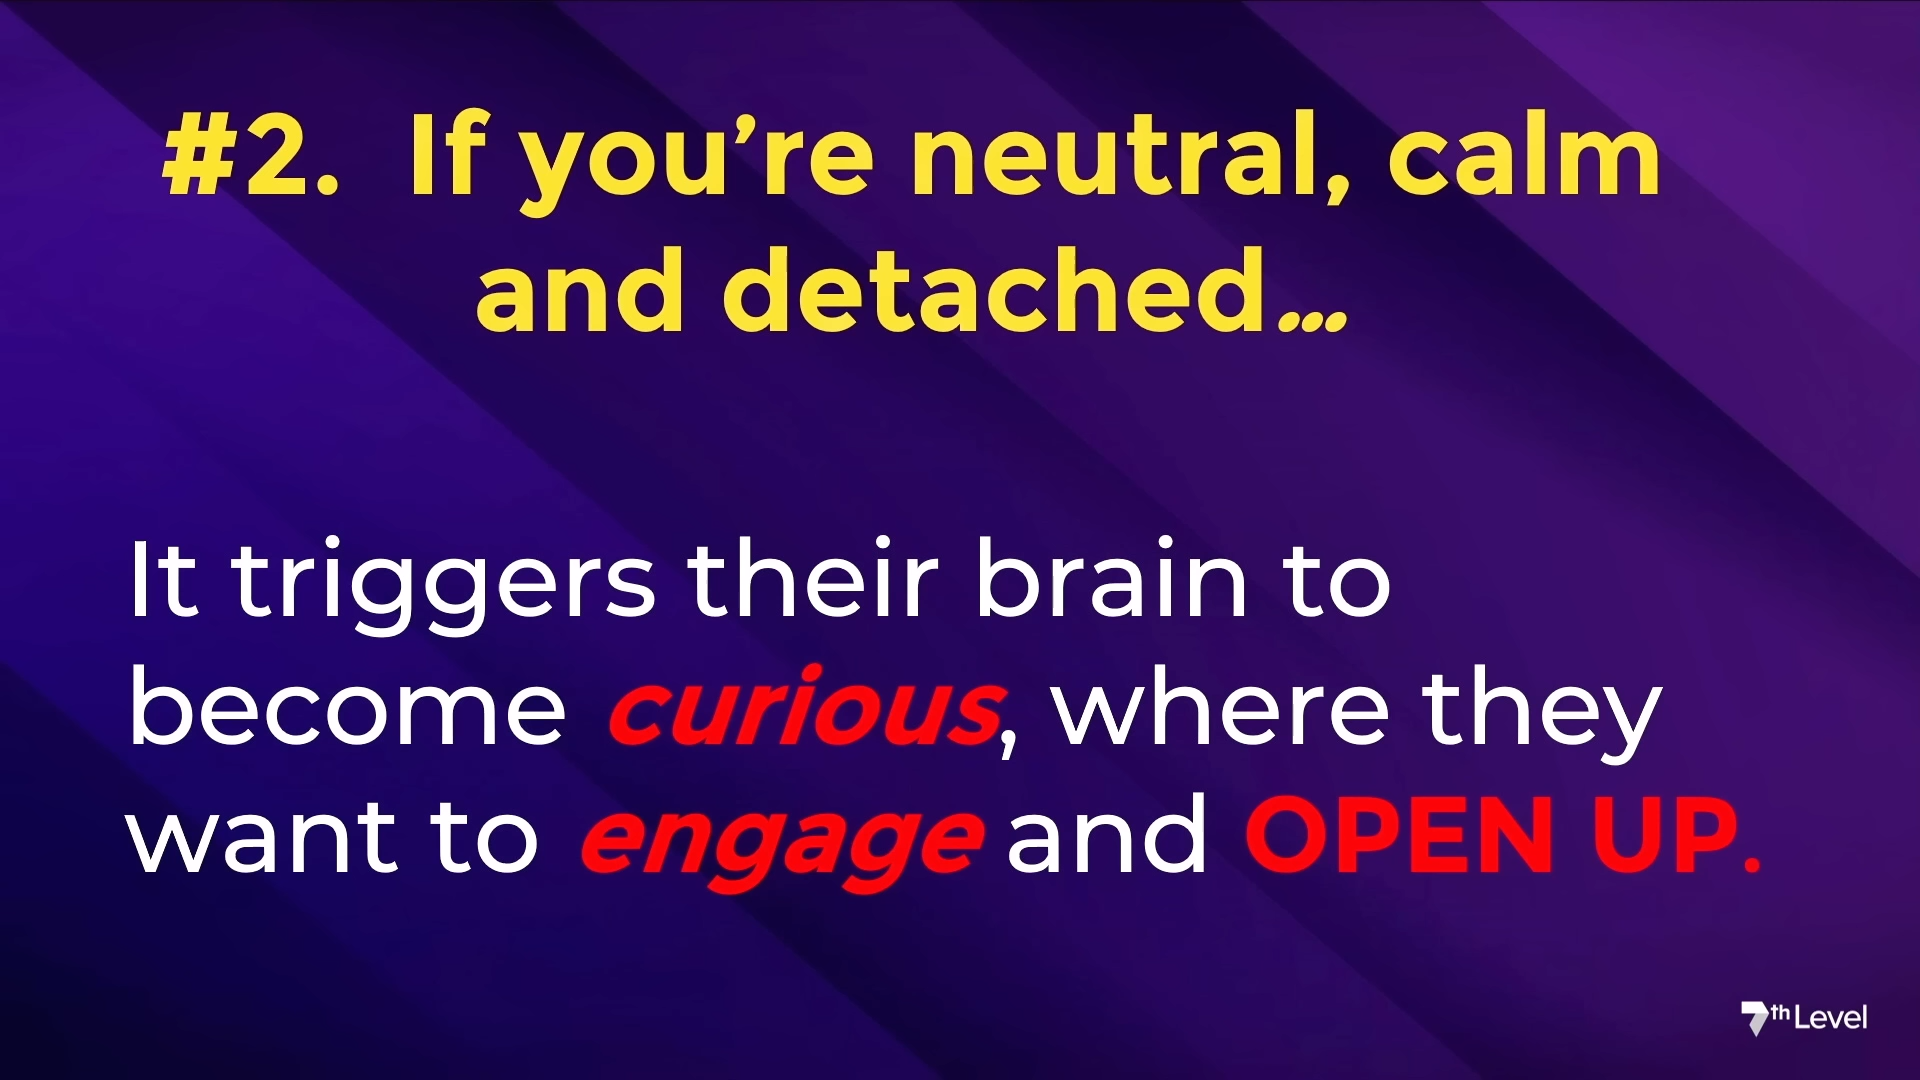 #2. If you’re neutral, calm
and detached...
It triggers their brain to
become curious, where they
want to engage and OPEN UP.
7th Level